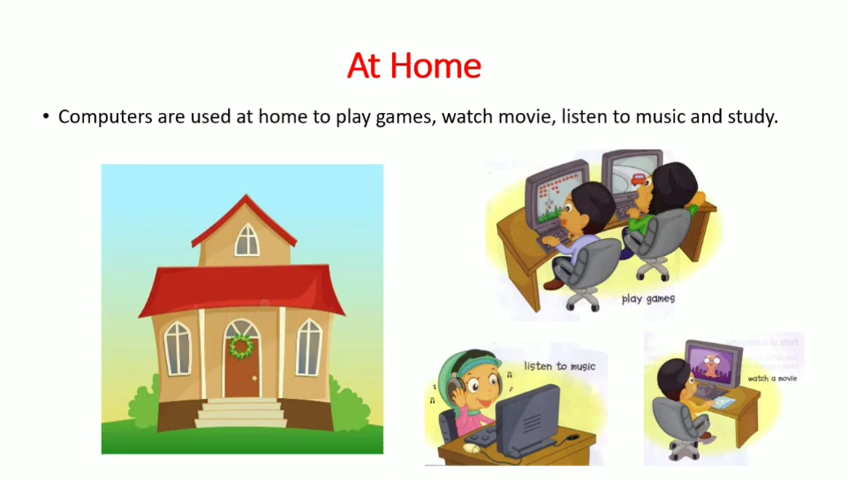 At Home
• Computers are used at home to play games, watch movie, listen to music and study.
play games
listen to music
watch a movie